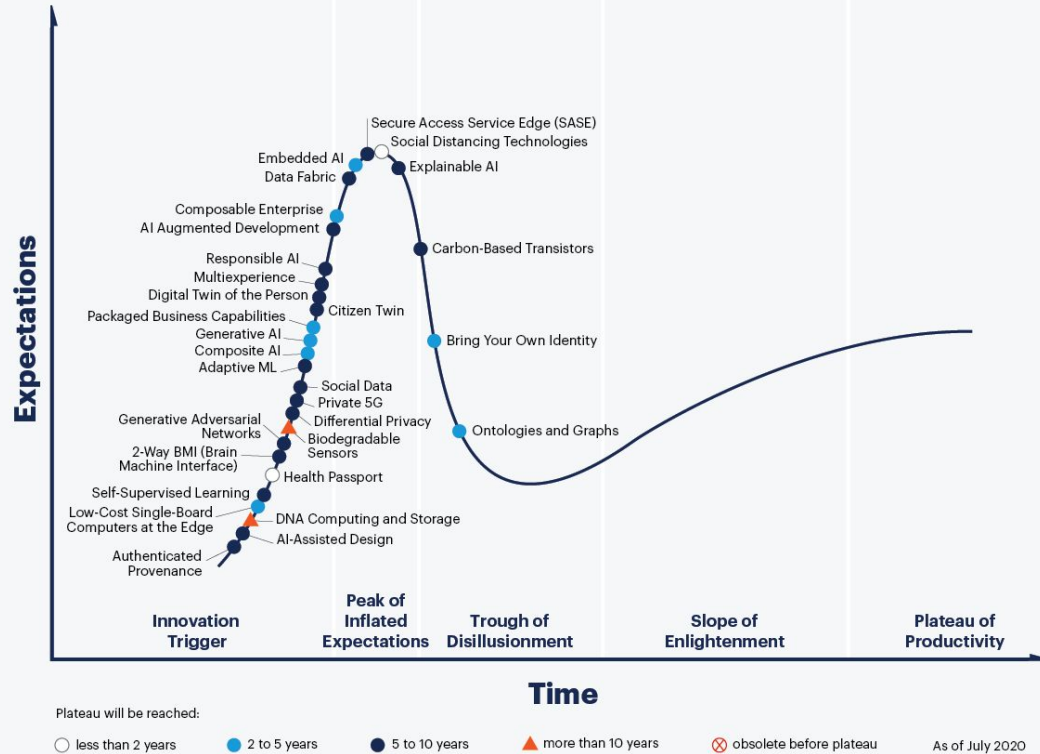 Expectations
Secure Access Service Edge (SASE)
Social Distancing Technologies
Embedded AI
Explainable AI
Data Fabric
Composable Enterprise
AI Augmented Development
Carbon-Based Transistors
Responsible AI
Multiexperience
Digital Twin of the Person
Citizen Twin
Packaged Business Capabilities
Generative AI
Bring Your Own Identity
Composite AI
Adaptive ML
Social Data
Private 5G
Differential Privacy
Generative Adversarial
Networks
Biodegradable
Sensors
Ontologies and Graphs
2-Way BMI (Brain
Machine Interface)
Health Passport
Self-Supervised Learning
Low-Cost Single-Board
Computers at the Edge
DNA Computing and Storage
AI-Assisted Design
Authenticated
Provenance
Innovation
Trigger
Peak of
Inflated
Expectations
Trough of
Disillusionment
Slope of
Enlightenment
Plateau of
Productivity
Time
Plateau will be reached:
less than 2 years
2 to 5 years
5 to 10 years
more than 10 years
obsolete before plateau
As of July 2020